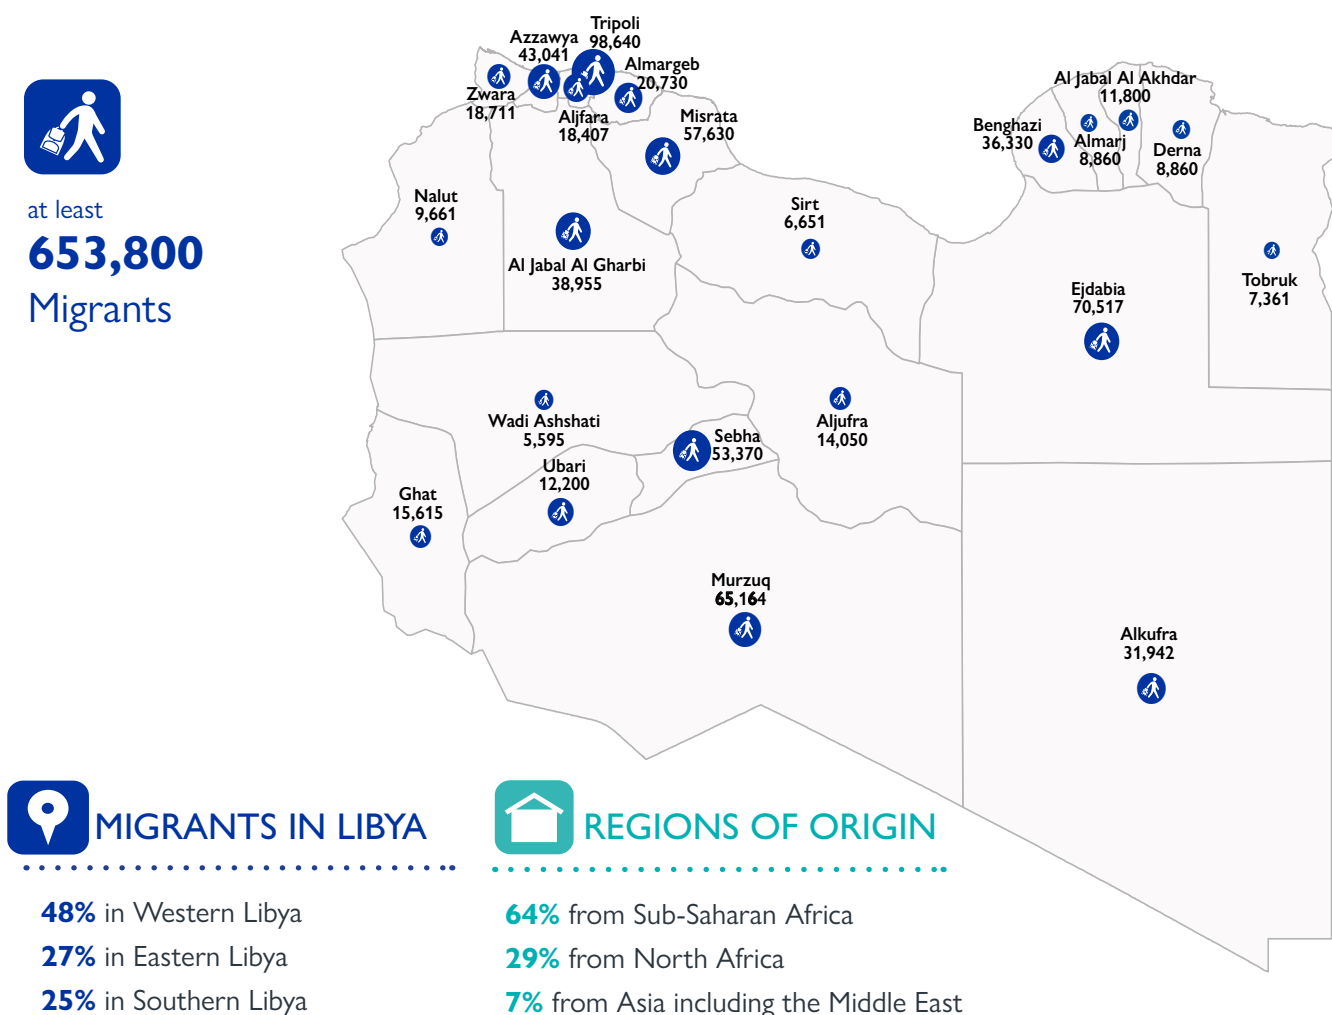 at least
653,800
Migrants
Tripoli
98,640
Azzawya
43,041
Almargeb
20,730
Zwara
18,711
Aljfara
18,407
Misrata
57,630
Al Jabal Al Akhdar
11,800
Benghazi
36,330
Almarj
8,860
Derna
8,860
Nalut
9,661
Sirt
6,651
Al Jabal Al Gharbi
38,955
Ejdabia
70,517
Tobruk
7,361
Wadi Ashshati
5,595
Sebha
53,370
Aljufra
14,050
Ubari
12,200
Ghat
15,615
Murzuq
65,164
Alkufra
31,942
MIGRANTS IN LIBYA
48% in Western Libya
27% in Eastern Libya
25% in Southern Libya
REGIONS OF ORIGIN
64% from Sub-Saharan Africa
29% from North Africa
7% from Asia including the Middle East